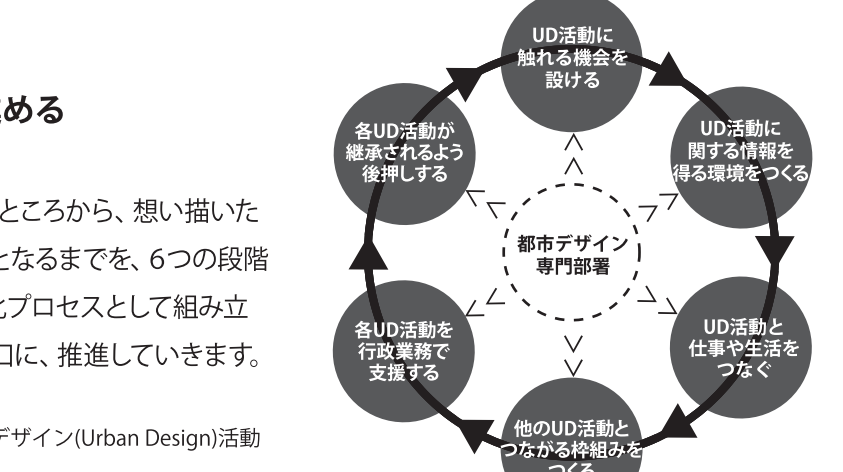 める
ところから、想い描いた
となるまでを、6つの段階
プロセスとして組み立
口に、推進していきます。
デザイン(Urban Design)活動
UD活動に
触れる機会を
設ける
UD活動に
関する情報を
得る環境をつくる
UD活動と
仕事や生活を
つなぐ
他のUD活動と
つながる枠組みを
つくる
各UD活動を
行政業務で
支援する
各UD活動が
継承されるよう
後押しする
都市デザイン
専門部署